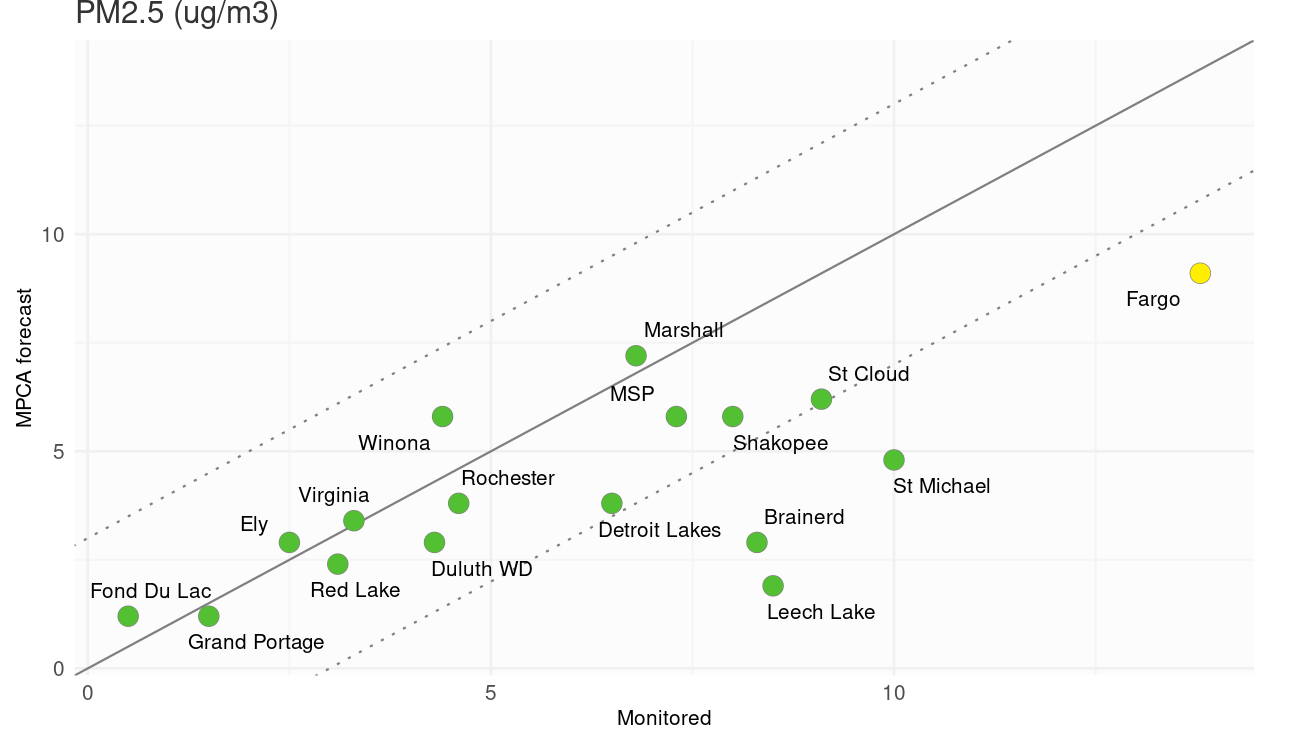 PM2.5 (ug/m3)
MPCA forecast
10
5
0
Fargo
Marshall
St Cloud
MSP
Winona
Shakopee
Rochester
St Michael
Virginia
Brainerd
Ely
Detroit Lakes
Duluth WD
Fond Du Lac
Red Lake
Leech Lake
Grand Portage
0
5
10
Monitored